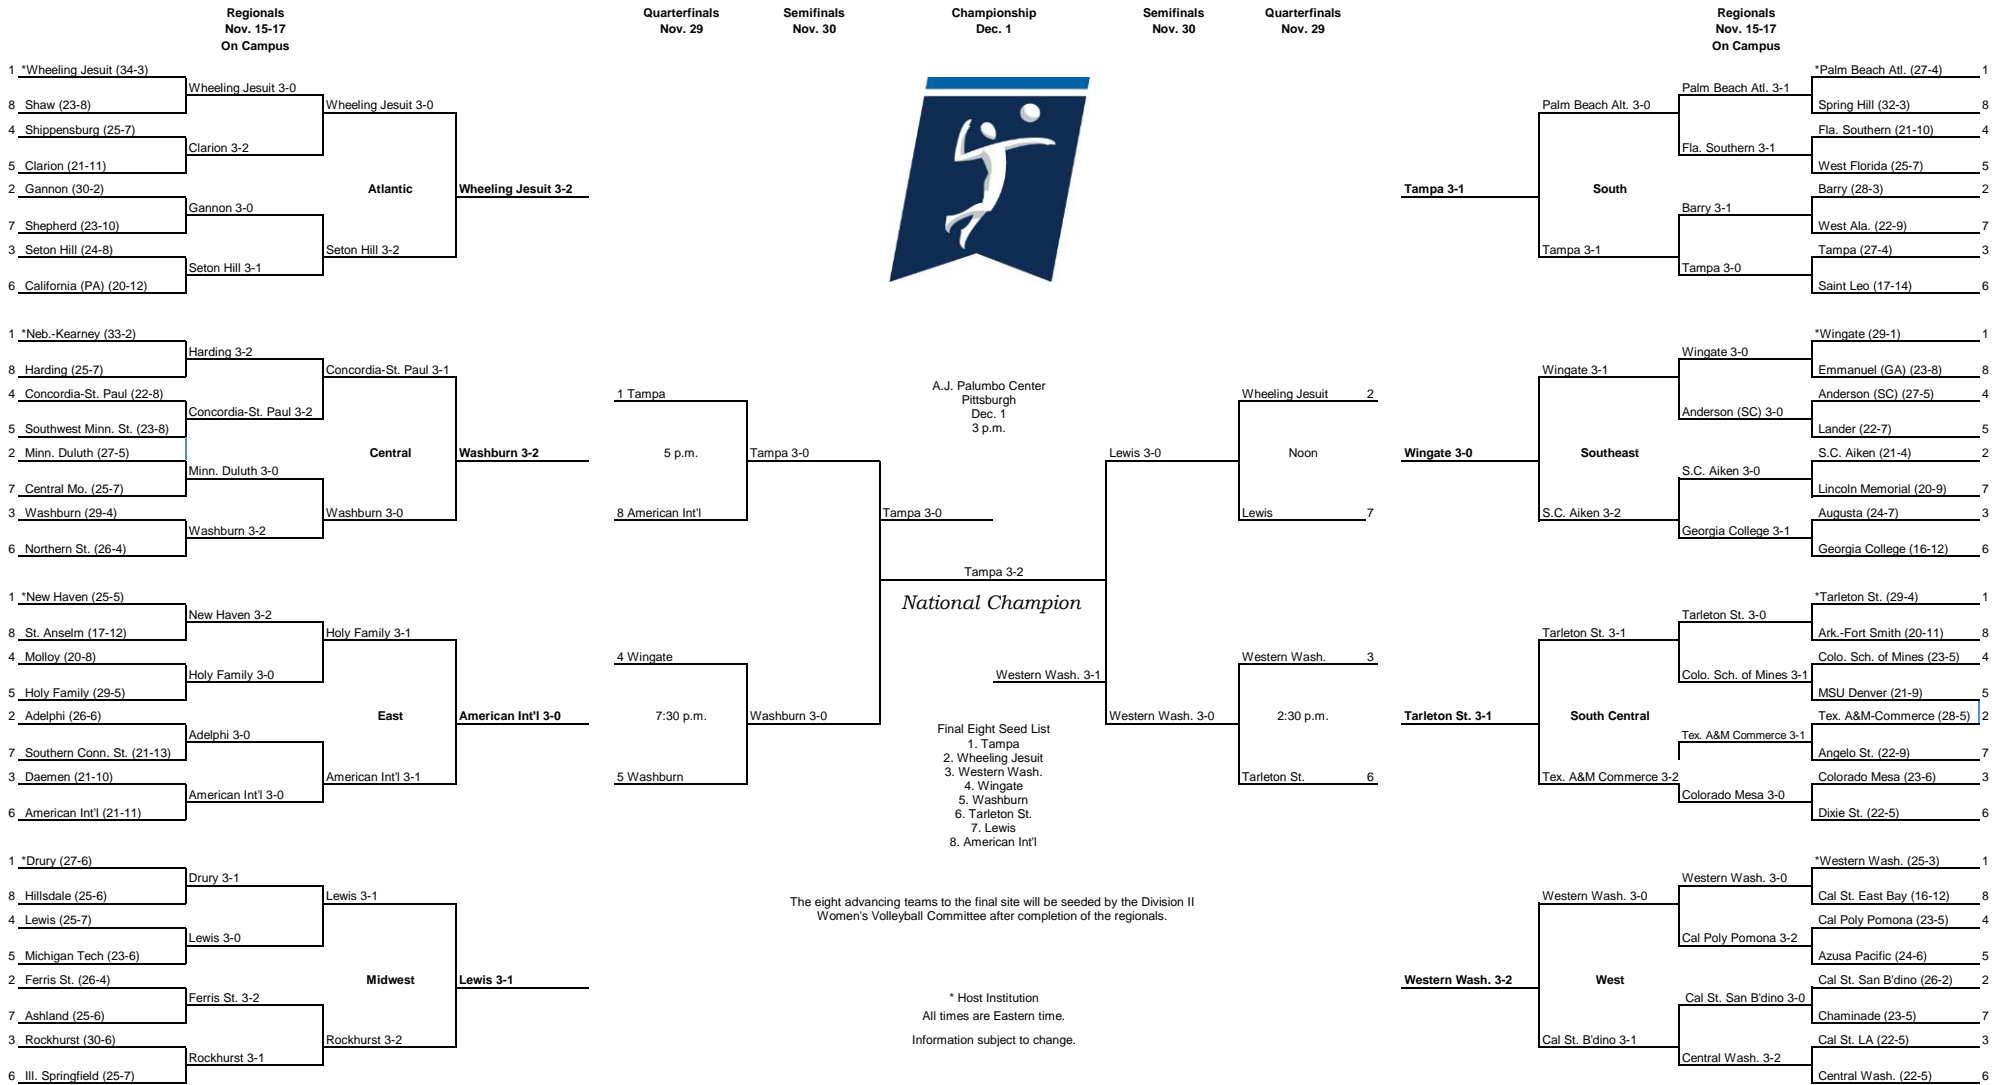 Regionals
Nov. 15-17
On Campus
Quarterfinals
Nov. 29
Semifinals
Nov. 30
Championship
Dec. 1
Semifinals
Nov. 30
Quarterfinals
Nov. 29
Regionals
Nov. 15-17
On Campus
1 *Wheeling Jesuit (34-3)
Wheeling Jesuit 3-0
8 Shaw (23-8)
Wheeling Jesuit 3-0
4 Shippensburg (25-7)
Clarion 3-2
5 Clarion (21-11)
2 Gannon (30-2)
Atlantic
Wheeling Jesuit 3-2
Gannon 3-0
7 Shepherd (23-10)
3 Seton Hill (24-8)
Seton Hill 3-2
Seton Hill 3-1
6 California (PA) (20-12)
1 *Neb.-Kearney (33-2)
Harding 3-2
8 Harding (25-7)
Concordia-St. Paul 3-1
4 Concordia-St. Paul (22-8)
Concordia-St. Paul 3-2
5 Southwest Minn. St. (23-8)
2 Minn. Duluth (27-5)
Central
Washburn 3-2
Minn. Duluth 3-0
7 Central Mo. (25-7)
3 Washburn (29-4)
Washburn 3-0
Washburn 3-2
6 Northern St. (26-4)
1 *New Haven (25-5)
New Haven 3-2
8 St. Anselm (17-12)
Holy Family 3-1
4 Molloy (20-8)
Holy Family 3-0
5 Holy Family (29-5)
2 Adelphi (26-6)
East
American Int'l 3-0
Adelphi 3-0
7 Southern Conn. St. (21-13)
3 Daemen (21-10)
American Int'l 3-1
American Int'l 3-0
6 American Int'l (21-11)
1 *Drury (27-6)
Drury 3-1
8 Hillsdale (25-6)
Lewis 3-1
4 Lewis (25-7)
Lewis 3-0
5 Michigan Tech (23-6)
2 Ferris St. (26-4)
Midwest
Lewis 3-1
Ferris St. 3-2
7 Ashland (25-6)
3 Rockhurst (30-6)
Rockhurst 3-2
Rockhurst 3-1
6 Ill. Springfield (25-7)
1 Tampa
5 p.m.
Tampa 3-0
8 American Int'l
Tampa 3-0
4 Wingate
7:30 p.m.
Washburn 3-0
5 Washburn
A.J. Palumbo Center
Pittsburgh
Dec. 1
3 p.m.
Tampa 3-2
National Champion
Western Wash. 3-1
Final Eight Seed List
1. Tampa
2. Wheeling Jesuit
3. Western Wash.
4. Wingate
5. Washburn
6. Tarleton St.
7. Lewis
8. American Int'l
The eight advancing teams to the final site will be seeded by the Division II
Women's Volleyball Committee after completion of the regionals.
* Host Institution
All times are Eastern time.
Information subject to change.
Wheeling Jesuit 2
Lewis 3-0
Noon
Lewis 7
Western Wash. 3
Western Wash. 3-0
2:30 p.m.
Tarleton St. 6
*Palm Beach Atl. (27-4) 1
Palm Beach Atl. 3-1
Palm Beach Alt. 3-0
Spring Hill (32-3) 8
Fla. Southern (21-10) 4
Fla. Southern 3-1
West Florida (25-7) 5
Tampa 3-1
South
Barry (28-3) 2
Barry 3-1
West Ala. (22-9) 7
Tampa 3-1
Tampa (27-4) 3
Tampa 3-0
Saint Leo (17-14) 6
*Wingate (29-1) 1
Wingate 3-0
Wingate 3-1
Emmanuel (GA) (23-8) 8
Anderson (SC) (27-5) 4
Anderson (SC) 3-0
Lander (22-7) 5
Wingate 3-0
Southeast
S.C. Aiken (21-4) 2
S.C. Aiken 3-0
Lincoln Memorial (20-9) 7
S.C. Aiken 3-2
Augusta (24-7) 3
Georgia College 3-1
Georgia College (16-12) 6
*Tarleton St. (29-4) 1
Tarleton St. 3-0
Tarleton St. 3-1
Ark.-Fort Smith (20-11) 8
Colo. Sch. of Mines (23-5) 4
Colo. Sch. of Mines 3-1
MSU Denver (21-9) 5
Tarleton St. 3-1
South Central
Tex. A&M-Commerce (28-5) 2
Tex. A&M Commerce 3-1
Angelo St. (22-9) 7
Tex. A&M Commerce 3-2
Colorado Mesa (23-6) 3
Colorado Mesa 3-0
Dixie St. (22-5) 6
*Western Wash. (25-3) 1
Western Wash. 3-0
Western Wash. 3-0
Cal St. East Bay (16-12) 8
Cal Poly Pomona (23-5) 4
Cal Poly Pomona 3-2
Azusa Pacific (24-6) 5
Western Wash. 3-2
West
Cal St. San B'dino (26-2) 2
Cal St. San B'dino 3-0
Chaminade (23-5) 7
Cal St. B'dino 3-1
Cal St. LA (22-5) 3
Central Wash. 3-2
Central Wash. (22-5) 6